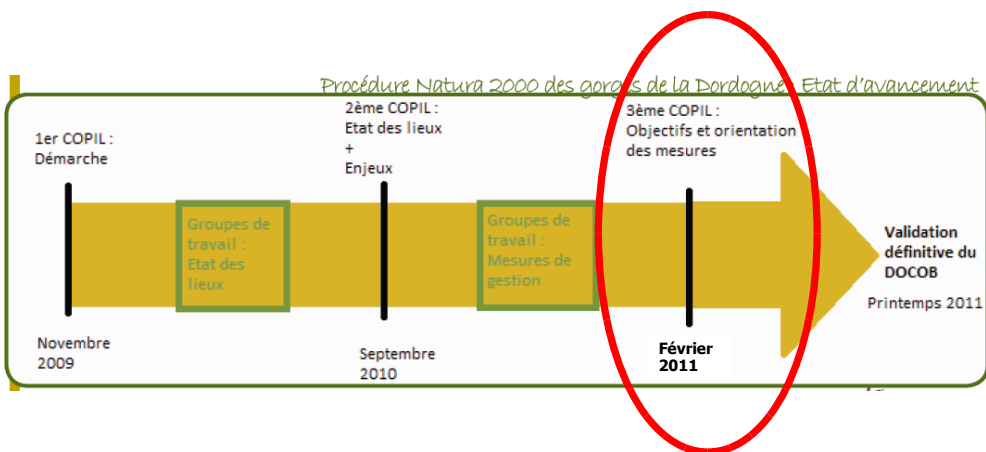 Procédure Natura 2000 des gorges de la Dordogne: Etat d'avancement
1er COPIL :
Démarche
2ème COPIL :
Etat des lieux
+
Enjeux
3ème COPIL :
Objectifs et orientation
des mesures
Groupes de
travail :
Etat des
lieux
Groupes de
travail :
Mesures de
gestion
Validation
définitive du
DOCOB
Printemps 2011
Novembre
2009
Septembre
2010
Février
2011